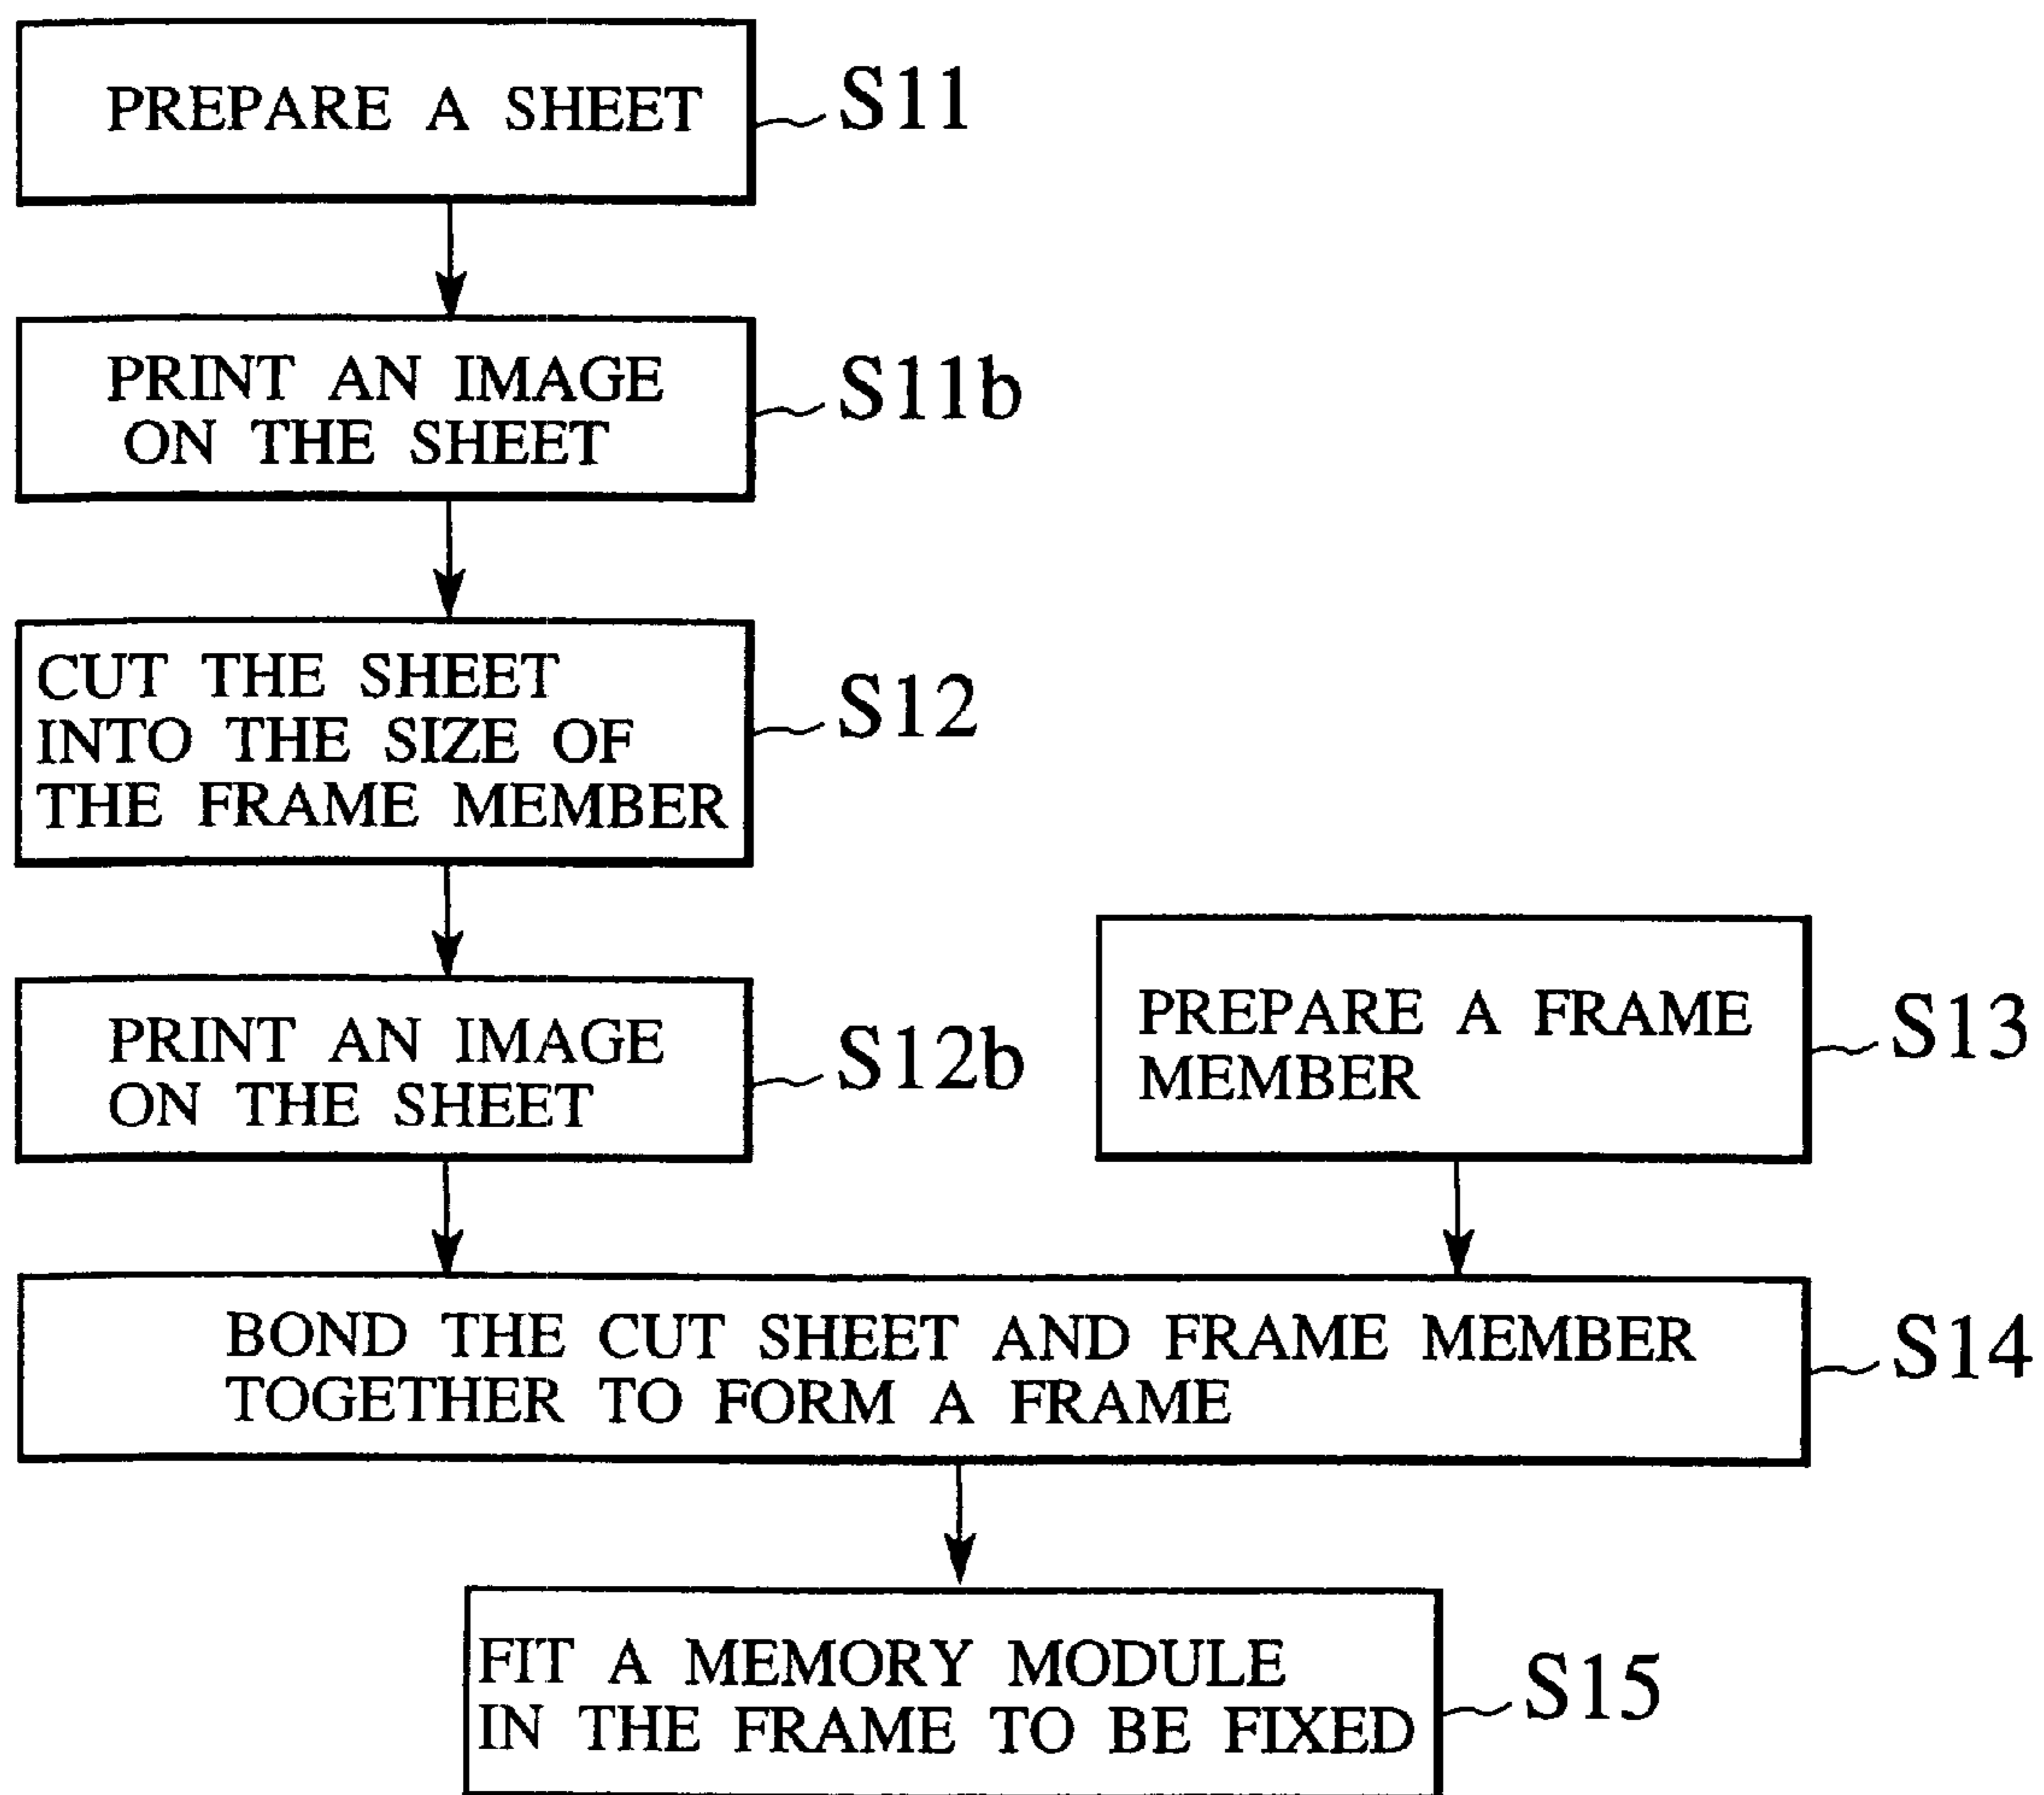 PREPARE A SHEET
S11
PRINT AN IMAGE
ON THE SHEET
S11b
CUT THE SHEET
INTO THE SIZE OF
THE FRAME MEMBER
S12
PRINT AN IMAGE
ON THE SHEET
S12b
PREPARE A FRAME
MEMBER
S13
BOND THE CUT SHEET AND FRAME MEMBER
TOGETHER TO FORM A FRAME
S14
FIT A MEMORY MODULE
IN THE FRAME TO BE FIXED
S15